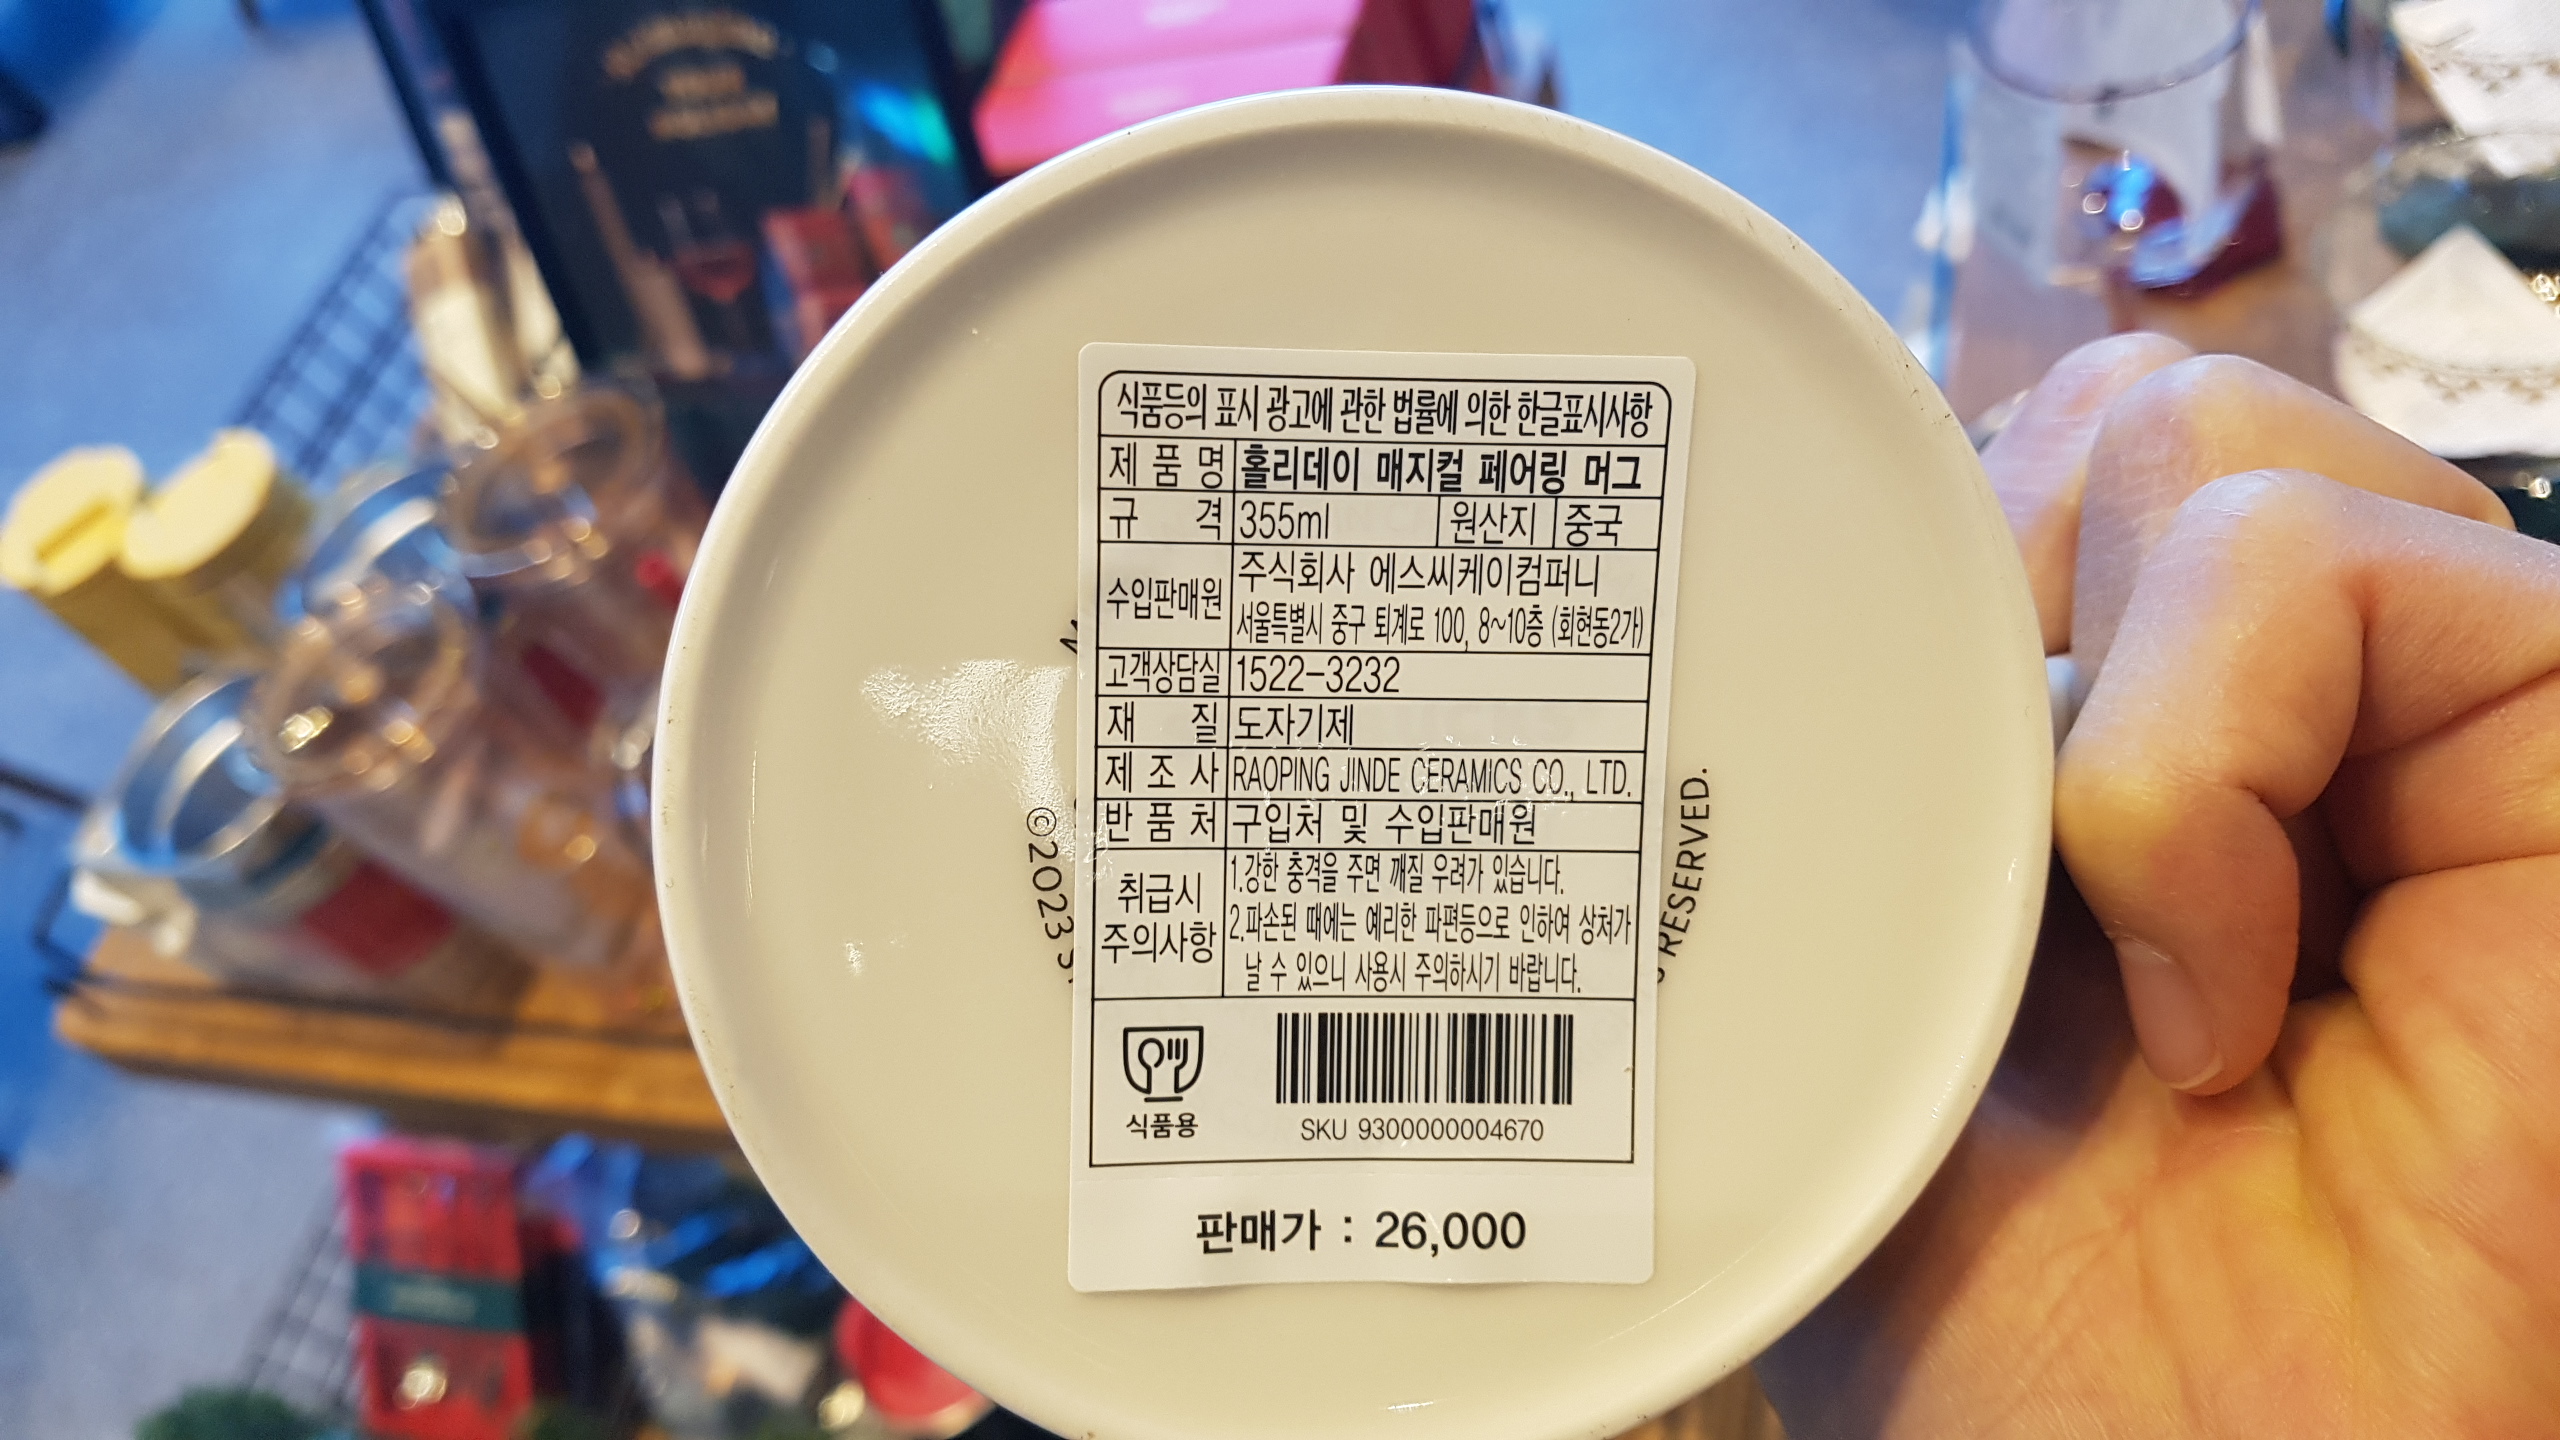 식품등의 표시 광고에 관한 법률에 의한 한글표시사항
제품명 홀리데이 매지컬 페어링 머그
규격 355ml 원산지 중국
수입판매원 주식회사 에스씨케이컴퍼니
서울특별시 중구 퇴계로 100, 8~10층 (회현동2가)
고객상담실 1522-3232
재질 도자기제
제조사 RAOPING JINDE CERAMICS CO., LTD.
반품처 구입처 및 수입판매원
취급시 주의사항
1.강한 충격을 주면 깨질 우려가 있습니다.
2.파손된 때에는 예리한 파편등으로 인하여 상처가
날 수 있으니 사용시 주의하시기 바랍니다.
식품용
SKU 9300000004670
판매가 : 26,000
©2023
RESERVED.